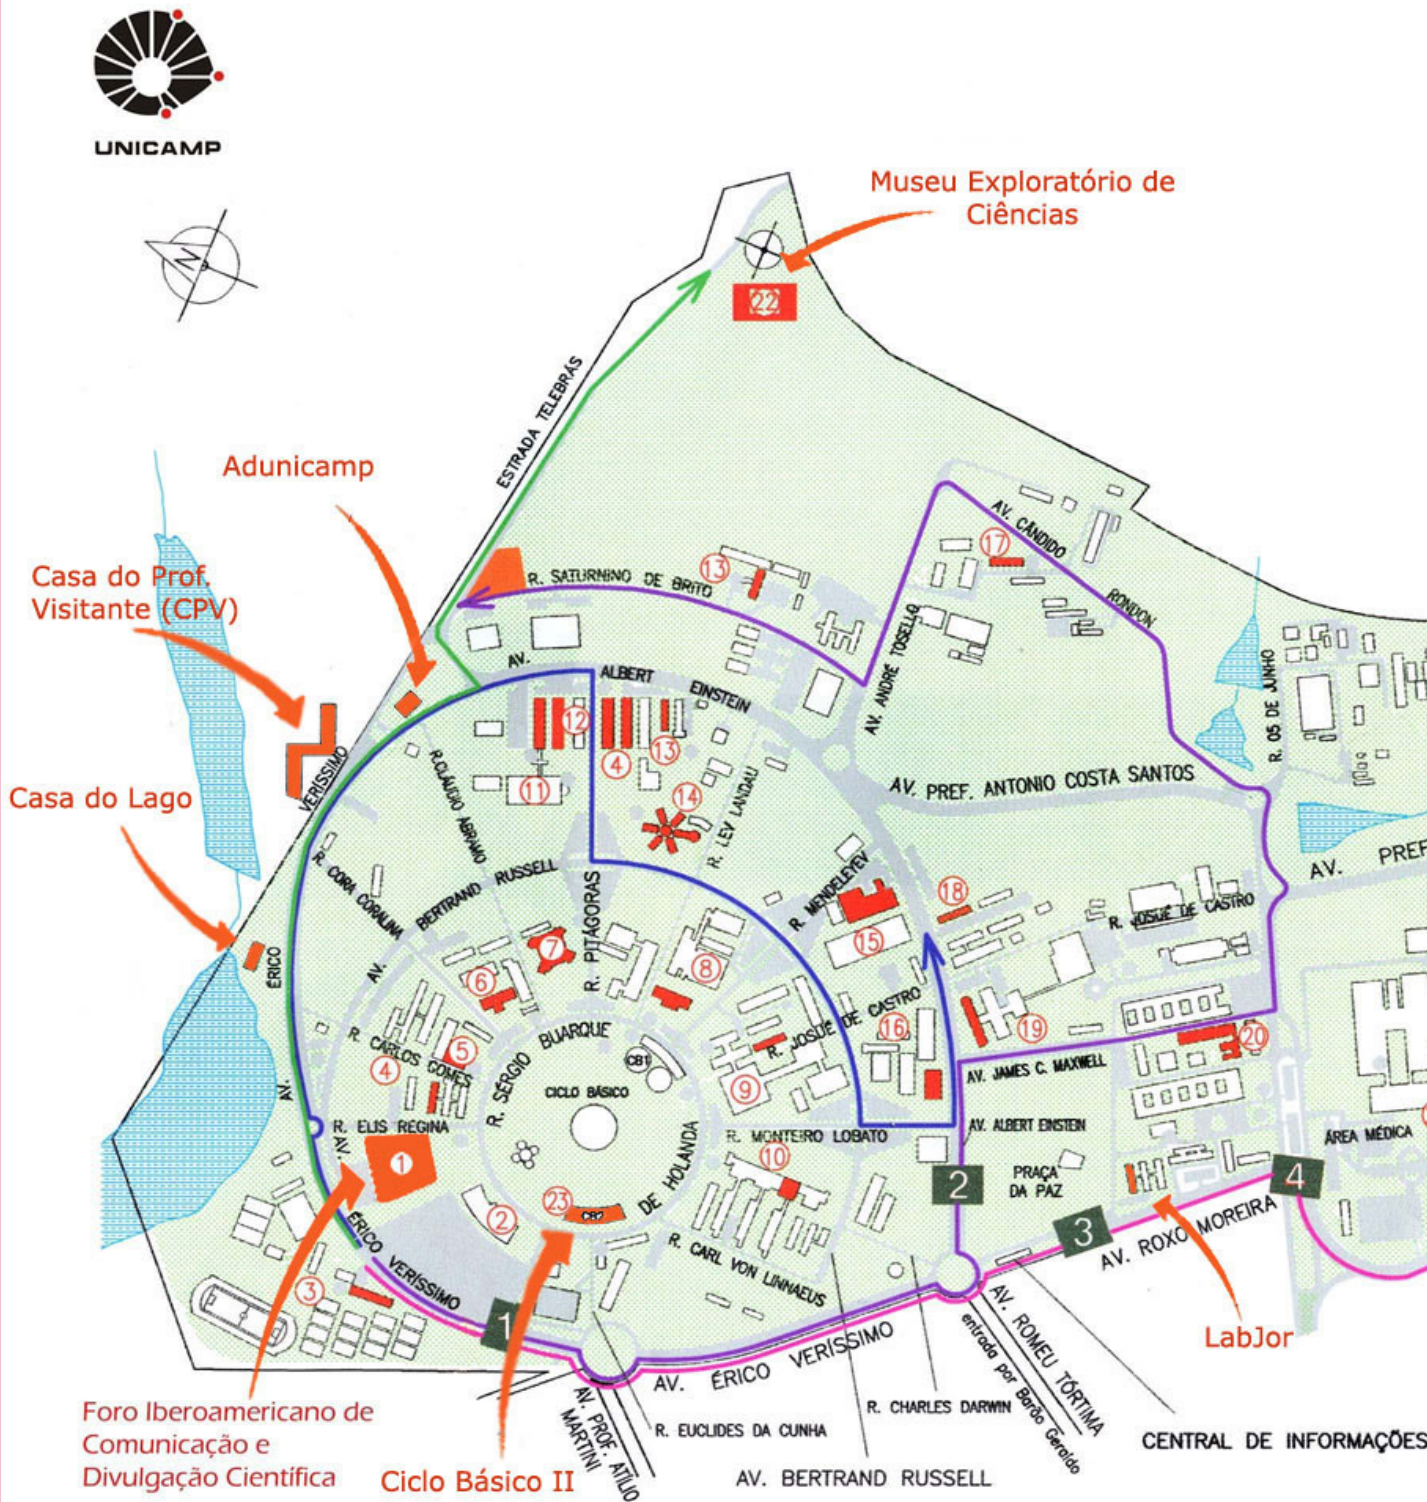 UNICAMP
N
Museu Exploratório de
Ciências
22
ESTRADA TELEBRÁS
Adunicamp
Casa do Prof.
Visitante (CPV)
Casa do Lago
R. SATURNINO DE BRITO
13
17
AV. CÂNDIDO
RONDON
AV. ANDRÉ TOSELLO
R. 05 DE JUNHO
AV. ALBERT EINSTEIN
12
4
13
11
14
R. LEV LANDAU
AV. PREF. ANTONIO COSTA SANTOS
AV. PREF
VERÍSSIMO
R.CLÁUDIO ABRAMO
R. CORA CORALINA
AV. BERTRAND RUSSELL
R. PITÁGORAS
R. MENDELEYEV
18
15
R. JOSUÉ DE CASTRO
7
6
8
ÉRICO
AV.
R. CARLOS GOMES
5
4
R. SÉRGIO BUARQUE
CB1
CICLO BÁSICO
R. JOSUÉ DE CASTRO
16
19
20
9
AV. JAMES C. MAXWELL
R. ELIS REGINA
R. MONTEIRO LOBATO
AV. ALBERT EINSTEIN
ÁREA MÉDICA
1
10
2
PRAÇA
DA PAZ
4
DE HOLANDA
23
CB2
2
3
AV. ROXO MOREIRA
R. CARL VON LINNAEUS
AV. ÉRICO VERÍSSIMO
3
1
LabJor
AV. ÉRICO VERÍSSIMO
AV. ROMEU TÓRTIMA
entrada por Barão Geraldo
AV. PROF. ATÍLIO
MARTINI
R. EUCLIDES DA CUNHA
R. CHARLES DARWIN
CENTRAL DE INFORMAÇÕES
AV. BERTRAND RUSSELL
Foro Iberoamericano de
Comunicação e
Divulgação Científica
Ciclo Básico II